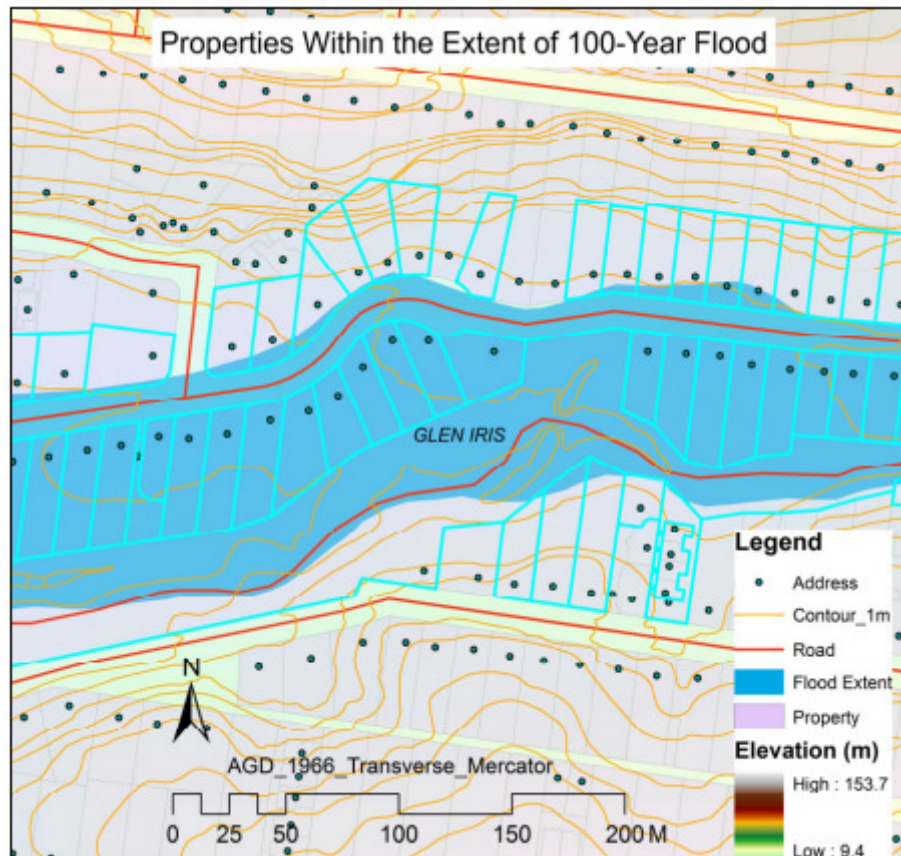 Properties Within the Extent of 100-Year Flood
GLEN IRIS
Legend
Address
Contour_1m
Road
Flood Extent
Property
Elevation (m)
High : 153.7
Low : 9.4
N
AGD_1966_Transverse_Mercator
0 25 50 100 150 200 M